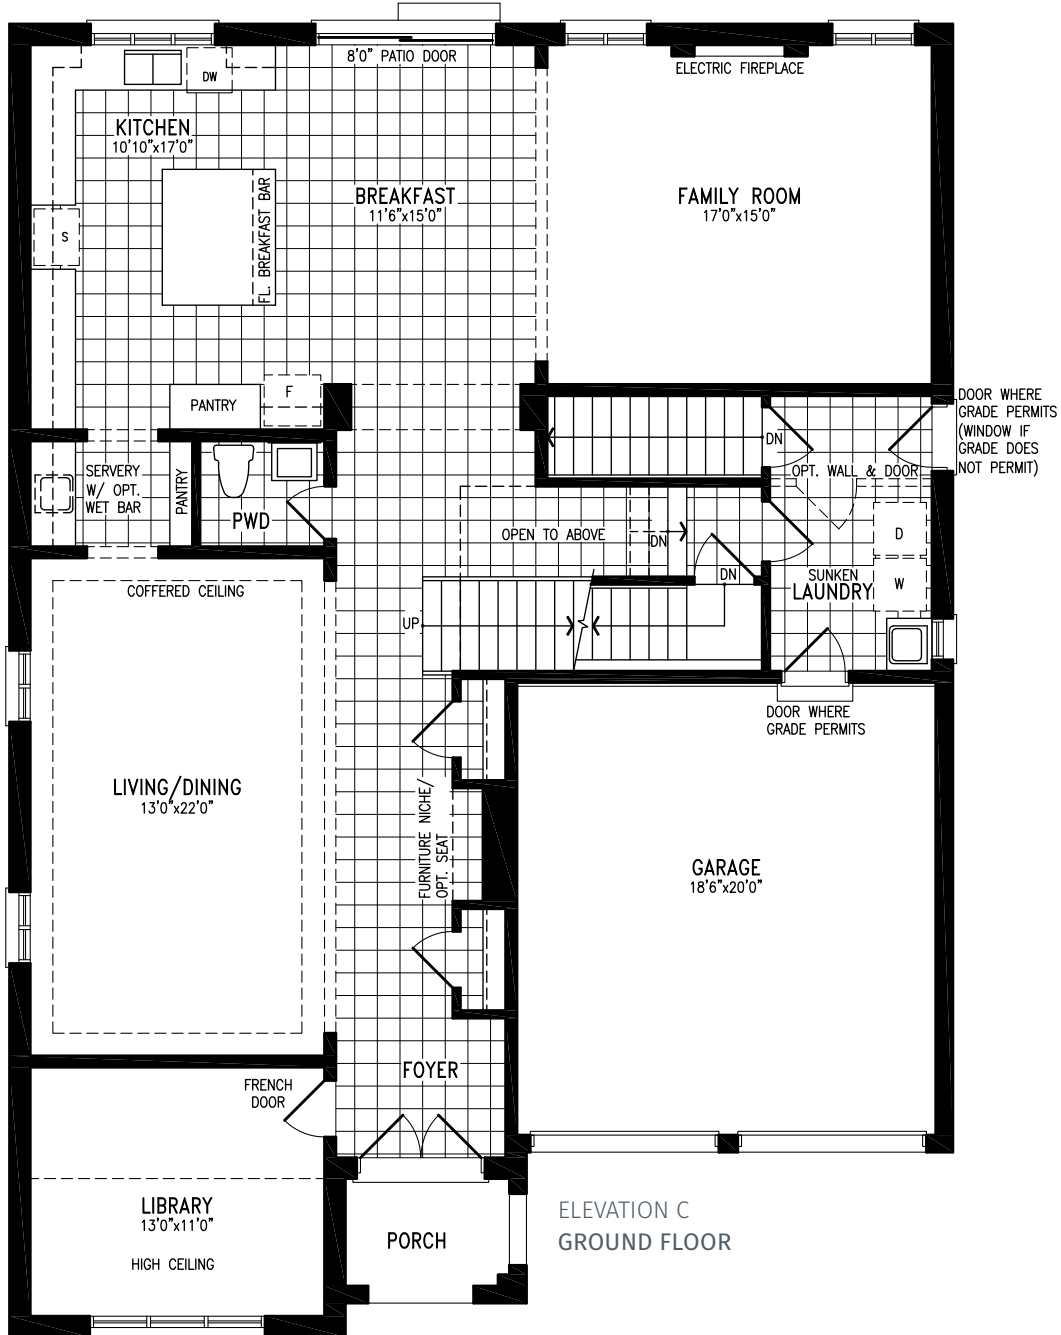 8'0" PATIO DOOR
DW
ELECTRIC FIREPLACE
KITCHEN
10'10"x17'0"
BREAKFAST
11'6"x15'0"
FAMILY ROOM
17'0"x15'0"
S
FL. BREAKFAST BAR
F
PANTRY
DOOR WHERE
GRADE PERMITS
(WINDOW IF
GRADE DOES
NOT PERMIT)
DN
OPT. WALL & DOOR
SERVERY
W/ OPT.
WET BAR
PANTRY
PWD
OPEN TO ABOVE
DN
D
DN
SUNKEN
LAUNDRY
W
COFFERED CEILING
UP
DOOR WHERE
GRADE PERMITS
LIVING/DINING
13'0"x22'0"
FURNITURE NICHE/
OPT. SEAT
GARAGE
18'6"x20'0"
FOYER
FRENCH
DOOR
LIBRARY
13'0"x11'0"
HIGH CEILING
PORCH
ELEVATION C
GROUND FLOOR